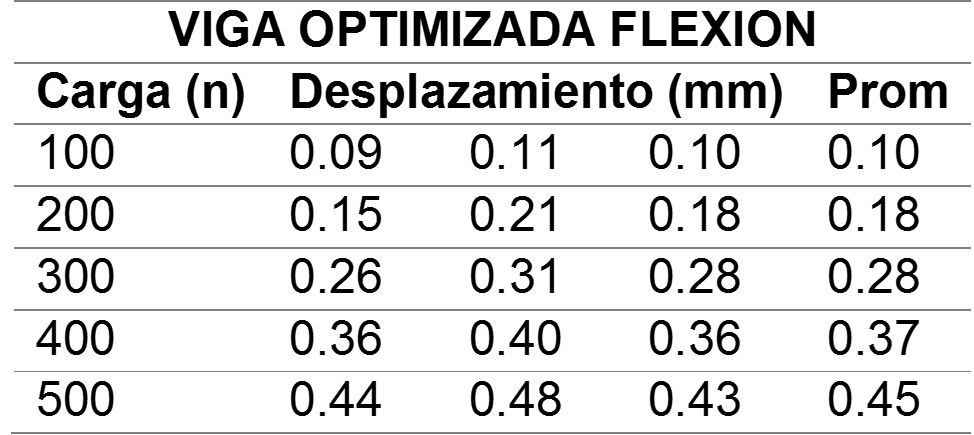 VIGA OPTIMIZADA FLEXION
Carga (n) Desplazamiento (mm) Prom
100 0.09 0.11 0.10 0.10
200 0.15 0.21 0.18 0.18
300 0.26 0.31 0.28 0.28
400 0.36 0.40 0.36 0.37
500 0.44 0.48 0.43 0.45